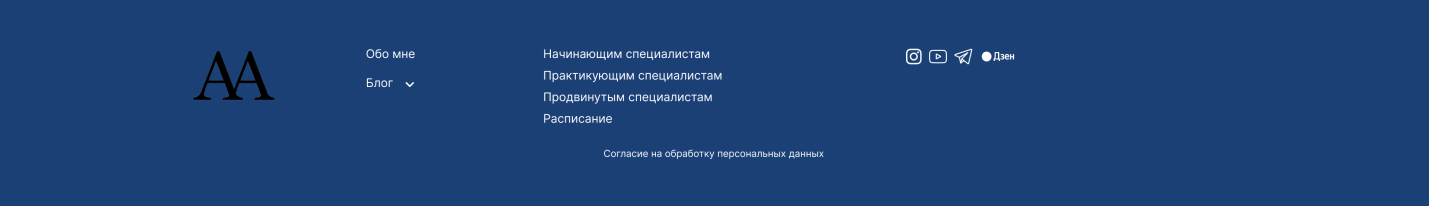 AA
Обо мне
Блог
Начинающим специалистам
Практикующим специалистам
Продвинутым специалистам
Расписание
Дзен
Согласие на обработку персональных данных